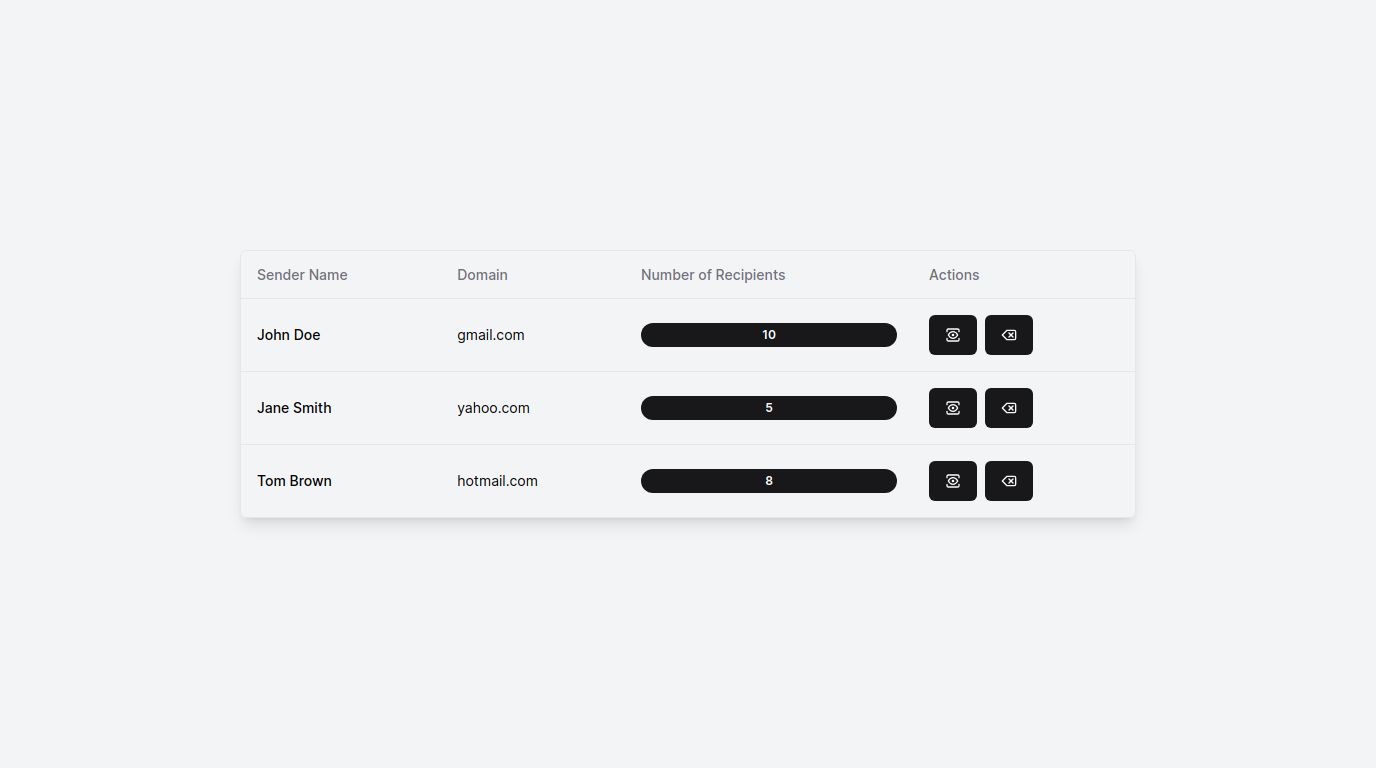 Sender Name Domain Number of Recipients Actions
John Doe gmail.com 10
Jane Smith yahoo.com 5
Tom Brown hotmail.com 8